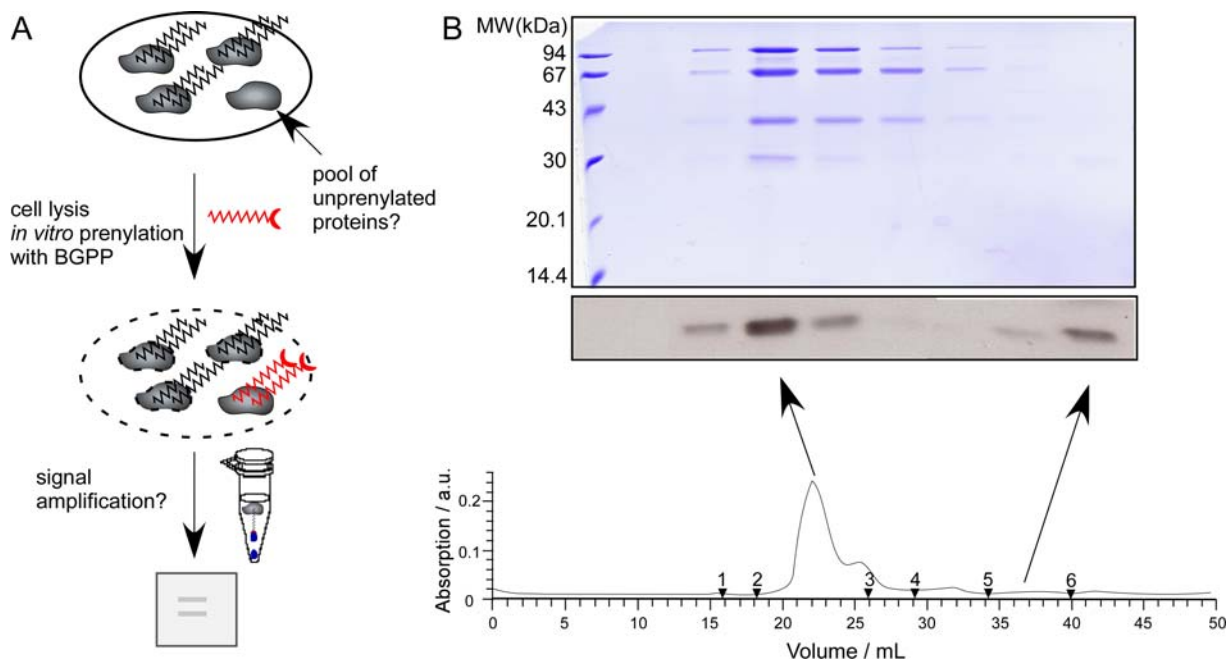 A
pool of
unprenylated
proteins?
cell lysis
in vitro prenylation
with BGPP
signal
amplification?
B
MW(kDa)
94
67
43
30
20.1
14.4
Absorption / a.u.
0.2
0.1
0
1 2 3 4 5 6
0 5 10 15 20 25 30 35 40 45 50
Volume / mL